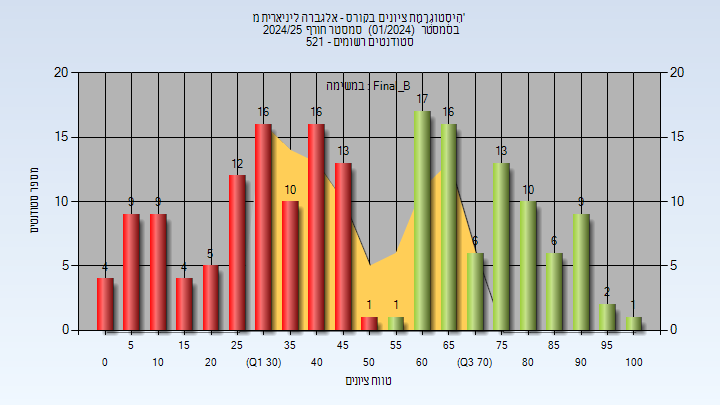 היסטוגרמת ציונים בקורס - אלגברה ליניארית מ'
בסמסטר (01/2024) סמסטר חורף 2024/25
סטודנטים רשומים - 521
במשימה : Final_B
20 20
15 15
10 10
5 5
0 0
מספר סטודנטים
4 9 9 4 5 12 16 10 16 13 1 1 17 16 6 13 10 6 9 2 1
5 15 25 35 45 55 65 75 85 95
0 10 20 (Q1 30) 40 50 60 (Q3 70) 80 90 100
טווח ציונים